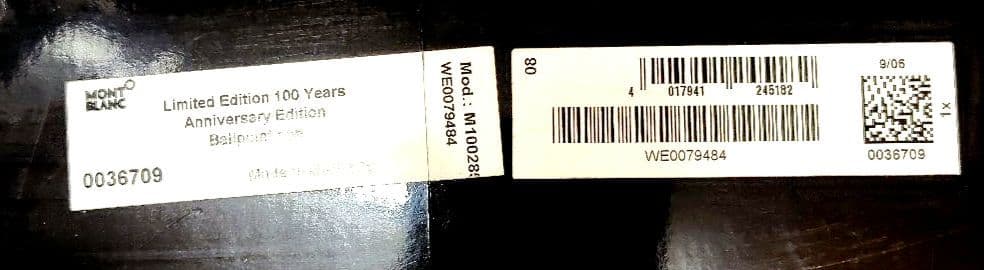 MONT
BLANC
Limited Edition 100 Years
Anniversary Edition
0036709
Mod.: M10028
WE0079484
80
4 017941 245182
WE0079484
9/06
1x
0036709